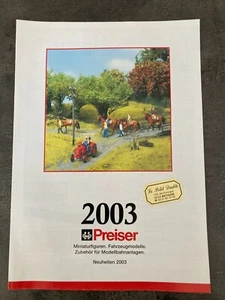 2003
Preiser
Miniaturfiguren. Fahrzeugmodelle.
Zubehör für Modellbahnanlagen.
Neuheiten 2003